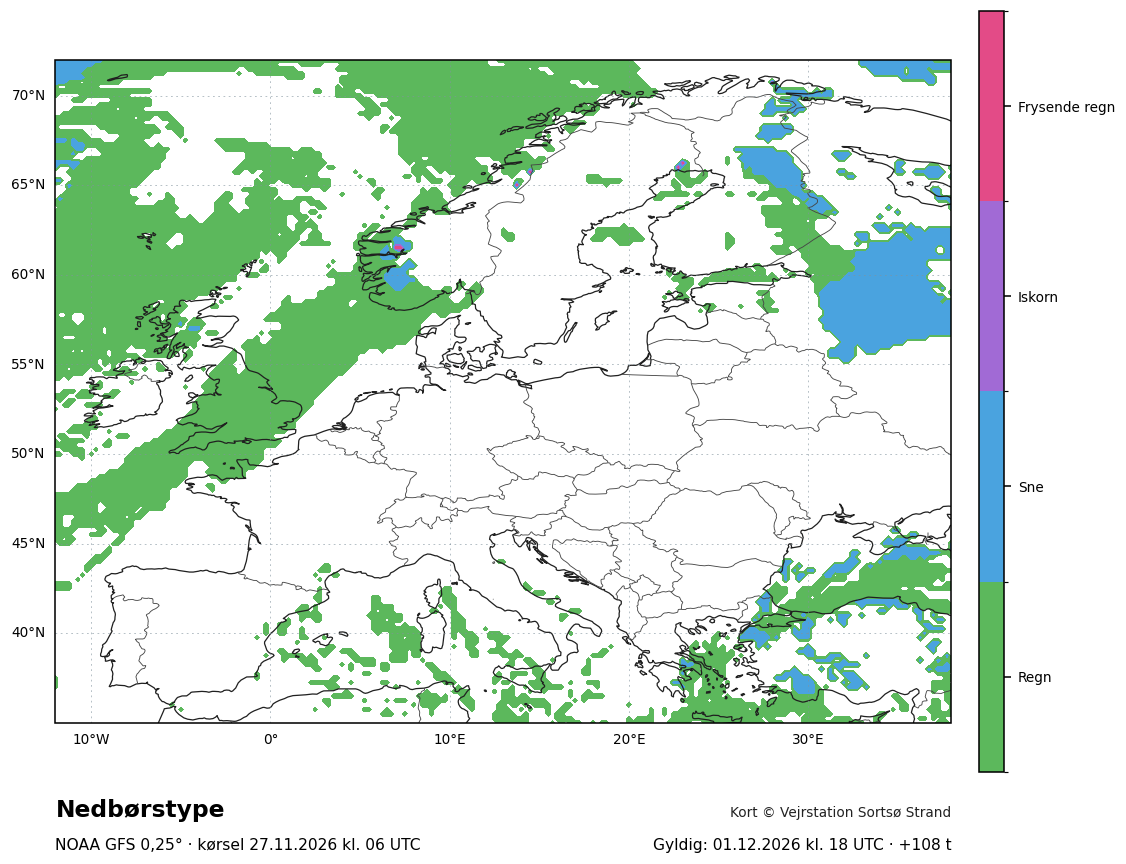 70°N
65°N
60°N
55°N
50°N
45°N
40°N
10°W
0°
10°E
20°E
30°E
Frysende regn
Iskorn
Sne
Regn
Nedbørstype
Kort © Vejrstation Sortsø Strand
NOAA GFS 0,25° · kørsel 27.11.2026 kl. 06 UTC
Gyldig: 01.12.2026 kl. 18 UTC · +108 t